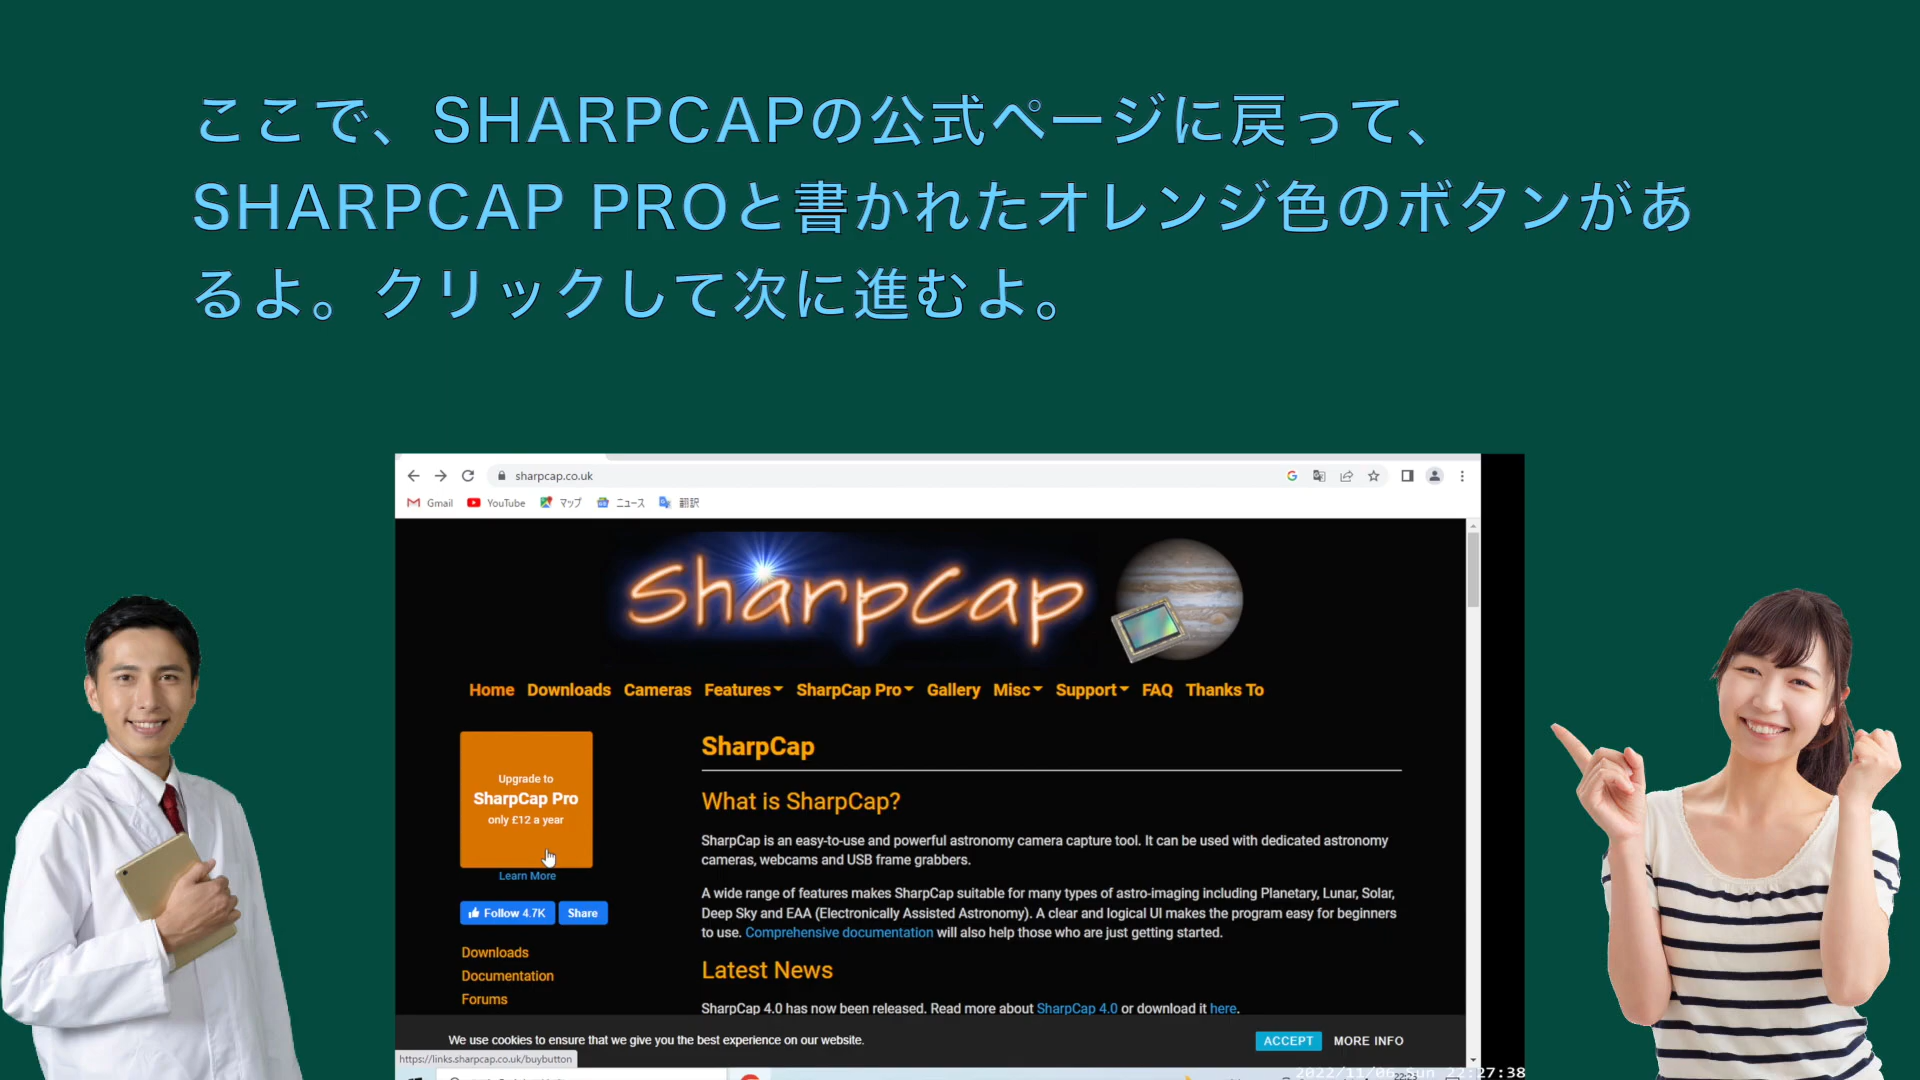 ここで、SHARPCAPの公式ページに戻って、
SHARPCAP PROと書かれたオレンジ色のボタンがあ
るよ。クリックして次に進むよ。
sharpcap.co.uk
Gmail YouTube マップ ニュース 翻訳
SharpCap
Home Downloads Cameras Features SharpCap Pro Gallery Misc Support FAQ Thanks To
Upgrade to
SharpCap Pro
only £12 a year
Learn More
Follow 4.7K Share
Downloads
Documentation
Forums
SharpCap
What is SharpCap?
SharpCap is an easy-to-use and powerful astronomy camera capture tool. It can be used with dedicated astronomy
cameras, webcams and USB frame grabbers.
A wide range of features makes SharpCap suitable for many types of astro-imaging including Planetary, Lunar, Solar,
Deep Sky and EAA (Electronically Assisted Astronomy). A clear and logical UI makes the program easy for beginners
to use. Comprehensive documentation will also help those who are just getting started.
Latest News
SharpCap 4.0 has now been released. Read more about SharpCap 4.0 or download it here.
We use cookies to ensure that we give you the best experience on our website.
ACCEPT MORE INFO
https://links.sharpcap.co.uk/buybutton
2022/11/06 Sun 22:27:38